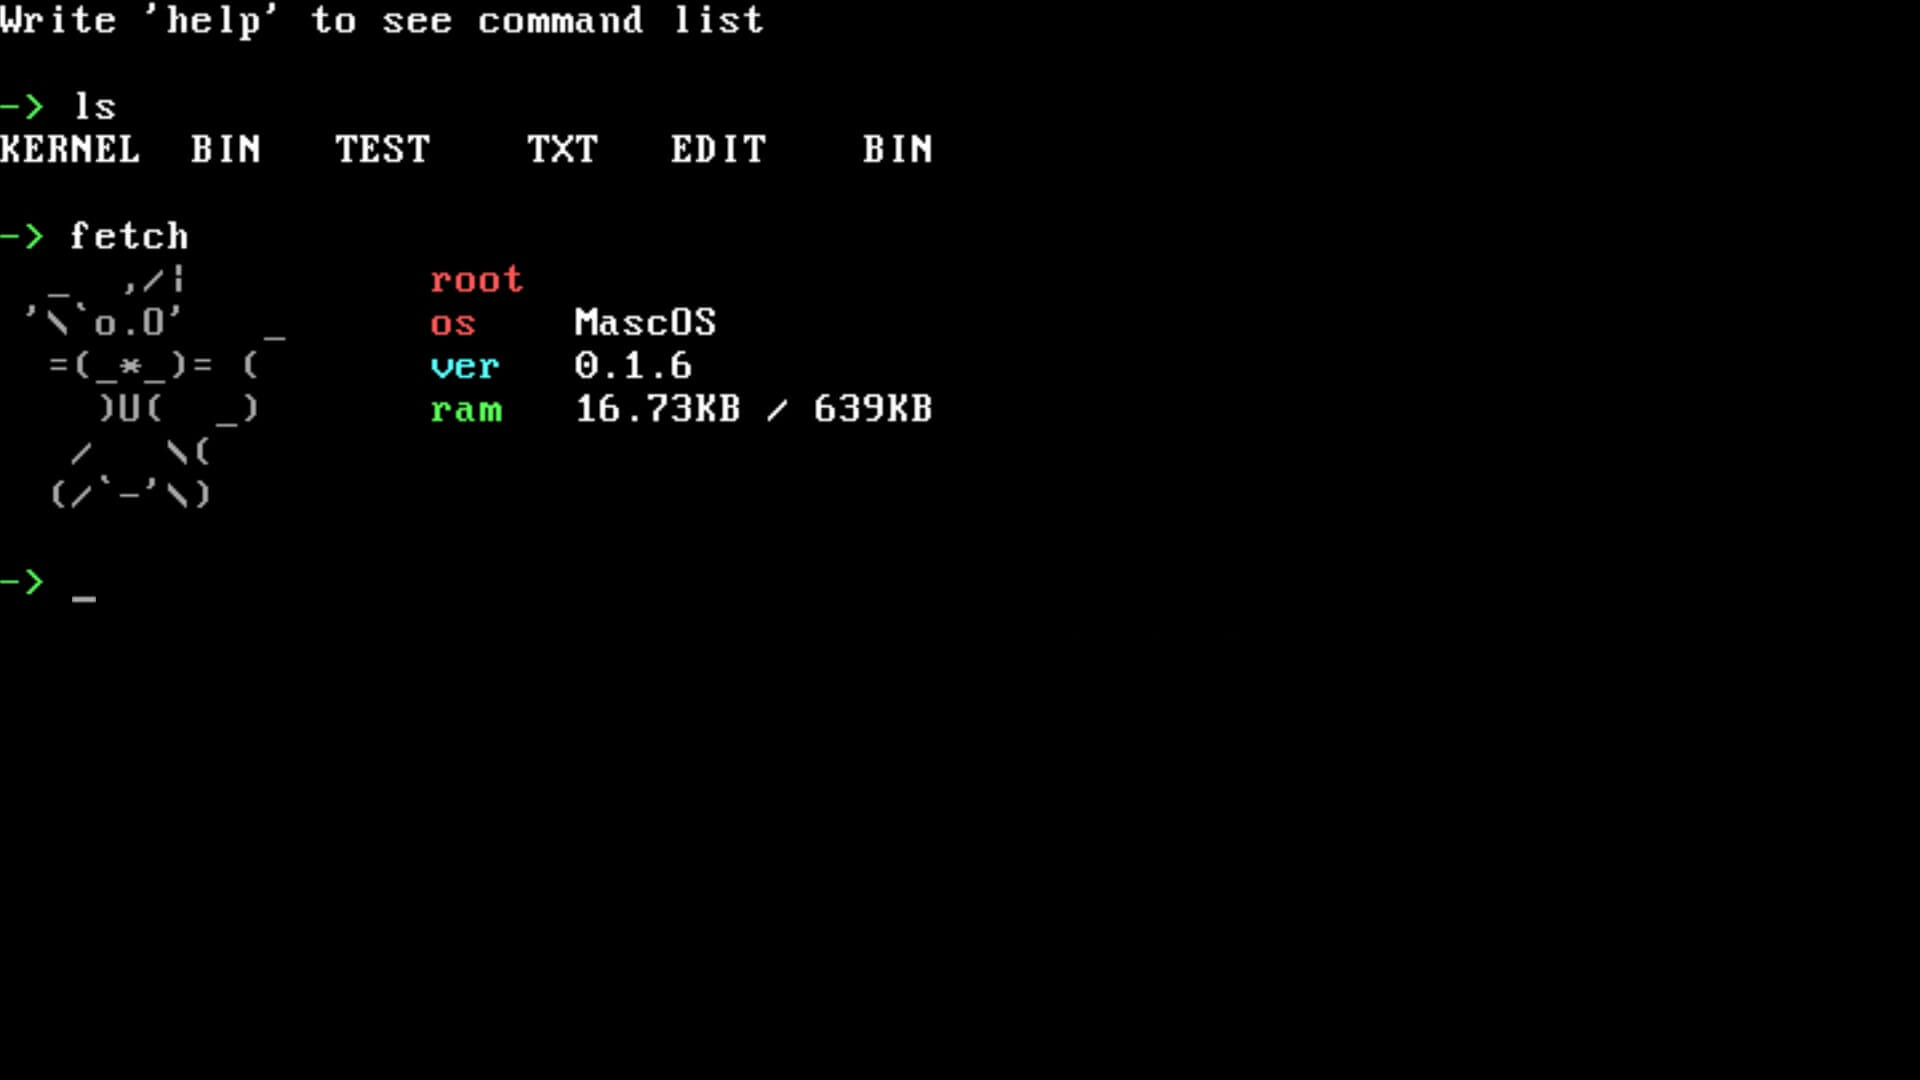 Write 'help' to see command list
-> ls
KERNEL  BIN   TEST    TXT   EDIT    BIN
-> fetch
  _  ,/¦            root
 '\`o.O'    _      os    MascOS
  =(_*_)= (       ver   0.1.6
    )U(  _)       ram   16.73KB / 639KB
   /   \(
  (/`-'\)
-> _